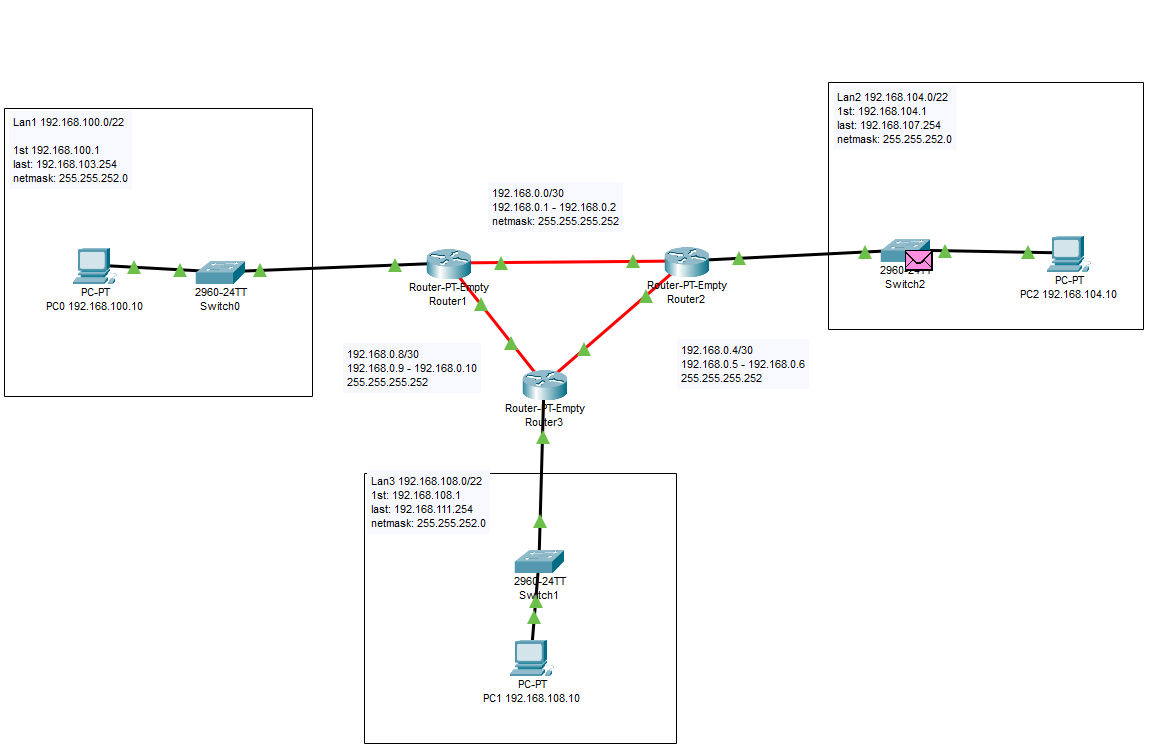 Lan1 192.168.100.0/22
1st 192.168.100.1
last: 192.168.103.254
netmask: 255.255.252.0
PC-PT
PC0 192.168.100.10
2960-24TT
Switch0
192.168.0.0/30
192.168.0.1 - 192.168.0.2
netmask: 255.255.255.252
Router-PT-Empty
Router1
Router-PT-Empty
Router2
Lan2 192.168.104.0/22
1st: 192.168.104.1
last: 192.168.107.254
netmask: 255.255.252.0
2960-24TT
Switch2
PC-PT
PC2 192.168.104.10
192.168.0.8/30
192.168.0.9 - 192.168.0.10
255.255.255.252
192.168.0.4/30
192.168.0.5 - 192.168.0.6
255.255.255.252
Router-PT-Empty
Router3
Lan3 192.168.108.0/22
1st: 192.168.108.1
last: 192.168.111.254
netmask: 255.255.252.0
2960-24TT
Switch1
PC-PT
PC1 192.168.108.10